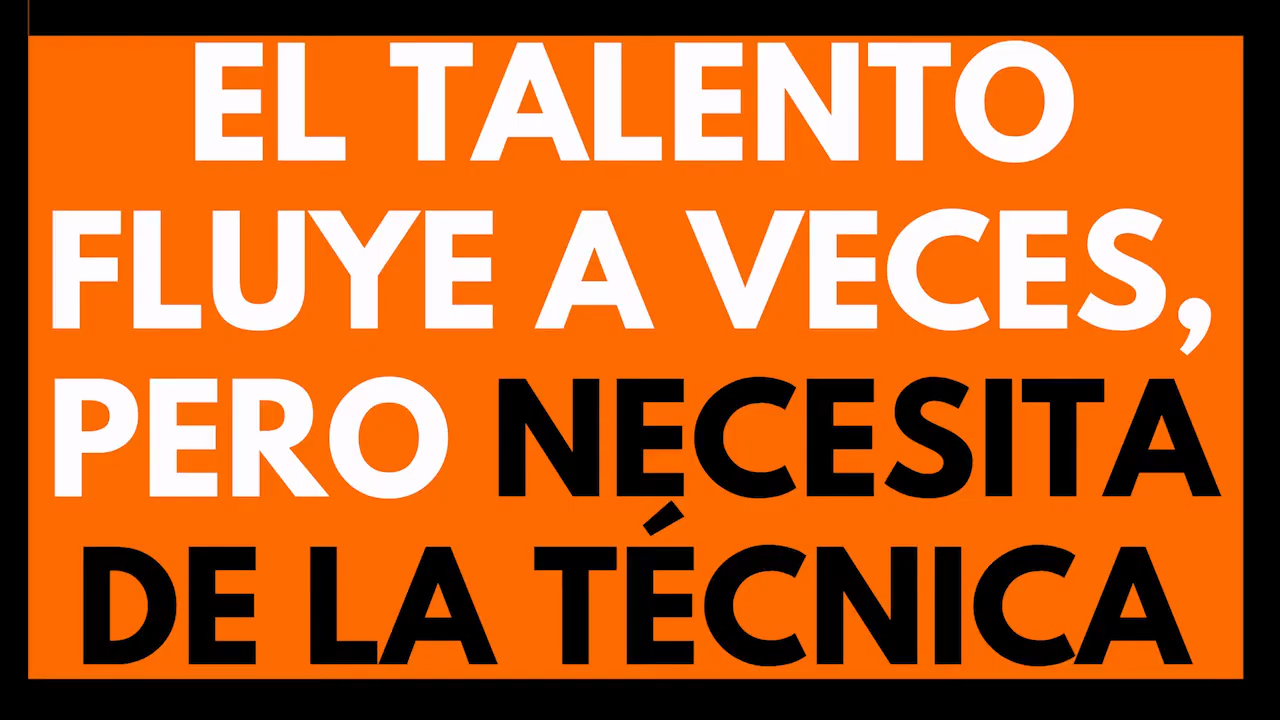 EL TALENTO
FLUYE A VECES,
PERO NECESITA
DE LA TÉCNICA